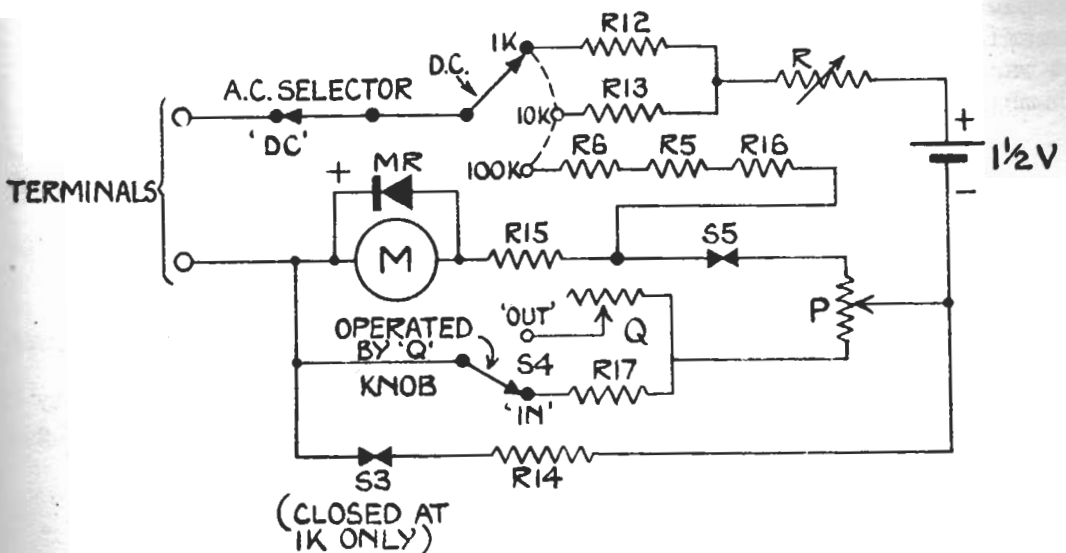 1K
R12
R
D.C.
A.C. SELECTOR
R13
10K
+
'DC'
R6
R5
R16
1½V
100K
−
+
MR
TERMINALS
R15
S5
M
'OUT'
P
OPERATED
BY 'Q'
KNOB
Q
S4
R17
'IN'
S3
R14
(CLOSED AT
1K ONLY)